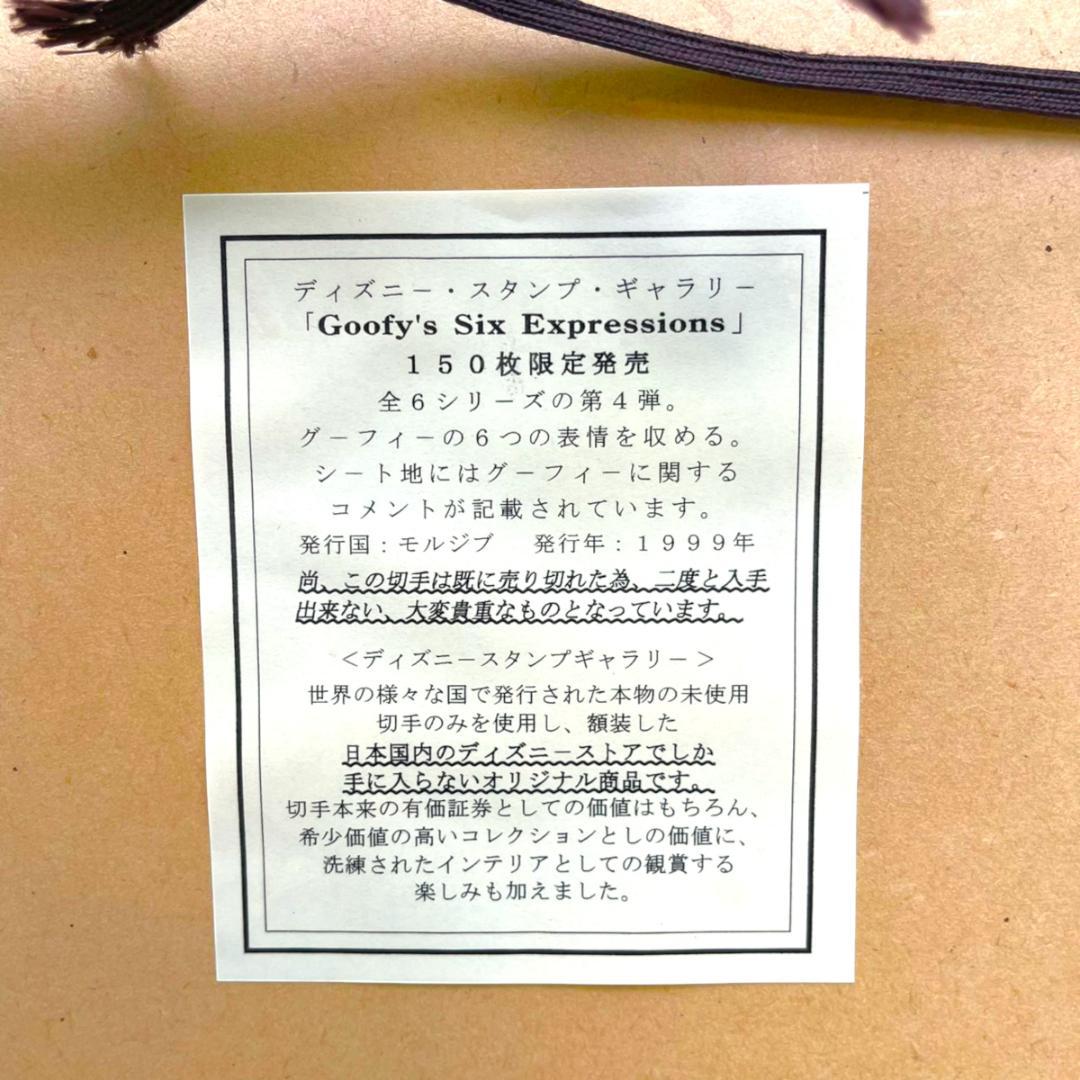 ディズニー・スタンプ・ギャラリー
「Goofy's Six Expressions」
１５０枚限定発売
全６シリーズの第４弾。
グーフィーの６つの表情を収める。
シート地にはグーフィーに関する
コメントが記載されています。
発行国：モルジブ　発行年：１９９９年
尚、この切手は既に売り切れた為、二度と入手
出来ない、大変貴重なものとなっています。
＜ディズニースタンプギャラリー＞
世界の様々な国で発行された本物の未使用
切手のみを使用し、額装した
日本国内のディズニーストアでしか
手に入らないオリジナル商品です。
切手本来の有価証券としての価値はもちろん、
希少価値の高いコレクションとしの価値に、
洗練されたインテリアとしての観賞する
楽しみも加えました。